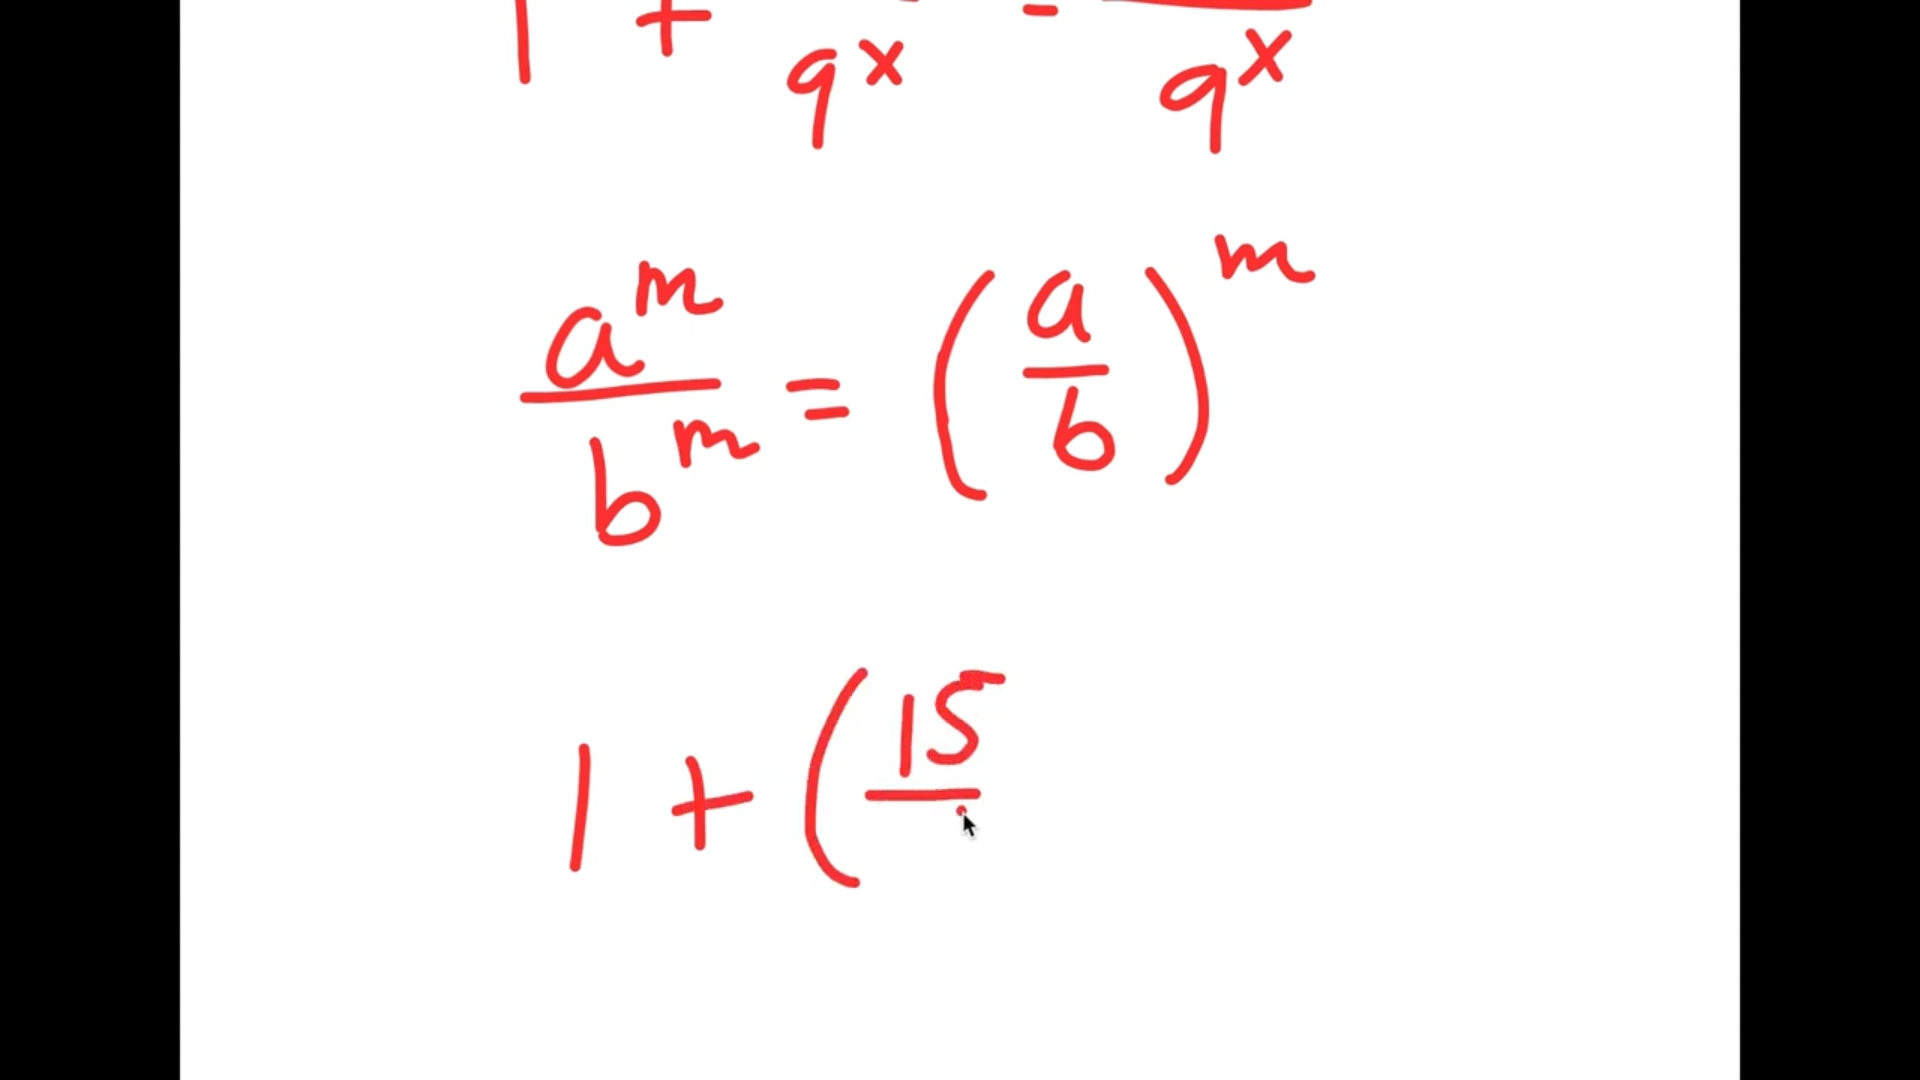 1 + /9^x = /9^x
a^m/b^m = (a/b)^m
1 + (15/